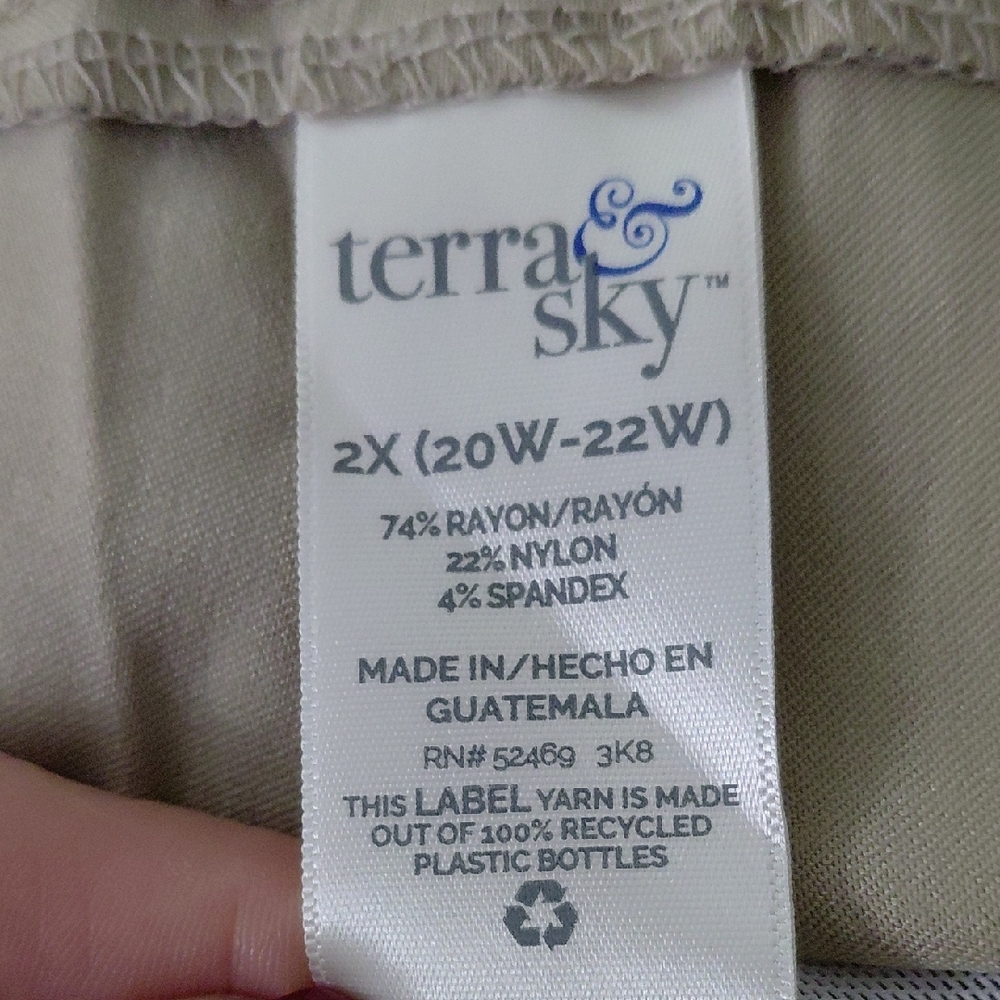 terra &
sky™
2X (20W-22W)
74% RAYON/RAYÓN
22% NYLON
4% SPANDEX
MADE IN/HECHO EN
GUATEMALA
RN# 52469 3K8
THIS LABEL YARN IS MADE
OUT OF 100% RECYCLED
PLASTIC BOTTLES